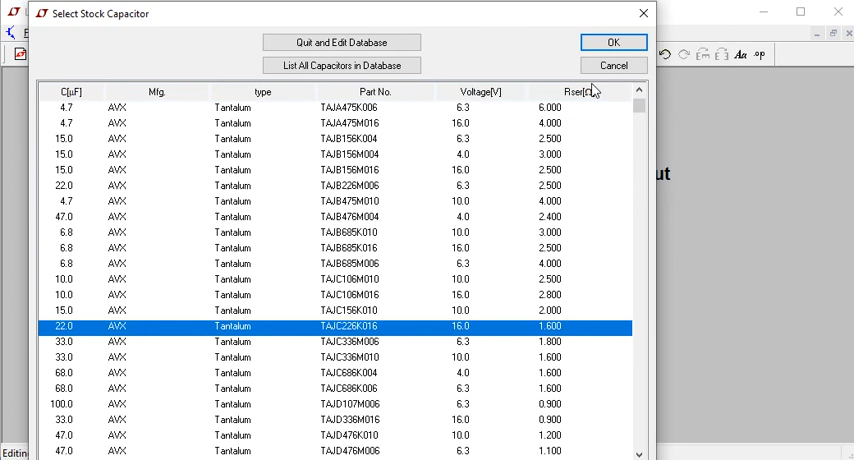 Select Stock Capacitor
Quit and Edit Database
OK
List All Capacitors in Database
Cancel
C[µF] Mfg. type Part No. Voltage[V] Rser[Ω]
4.7 AVX Tantalum TAJA475K006 6.3 6.000
4.7 AVX Tantalum TAJA475M016 16.0 4.000
15.0 AVX Tantalum TAJB156K004 6.3 2.500
15.0 AVX Tantalum TAJB156M004 4.0 3.000
15.0 AVX Tantalum TAJB156M016 16.0 2.500
22.0 AVX Tantalum TAJB226M006 6.3 2.500
4.7 AVX Tantalum TAJB475M010 10.0 4.000
47.0 AVX Tantalum TAJB476M004 4.0 2.400
6.8 AVX Tantalum TAJB685K010 10.0 3.000
6.8 AVX Tantalum TAJB685K016 16.0 2.500
6.8 AVX Tantalum TAJB685M006 6.3 4.000
10.0 AVX Tantalum TAJC106M010 10.0 2.500
10.0 AVX Tantalum TAJC106M016 16.0 2.800
15.0 AVX Tantalum TAJC156K010 10.0 2.000
22.0 AVX Tantalum TAJC226K016 16.0 1.600
33.0 AVX Tantalum TAJC336M006 6.3 1.800
33.0 AVX Tantalum TAJC336M010 10.0 1.600
68.0 AVX Tantalum TAJC686K004 4.0 1.600
68.0 AVX Tantalum TAJC686K006 6.3 1.600
100.0 AVX Tantalum TAJD107M006 6.3 0.900
33.0 AVX Tantalum TAJD336M016 16.0 0.900
47.0 AVX Tantalum TAJD476K010 10.0 1.200
47.0 AVX Tantalum TAJD476M006 6.3 1.100
Aa .op
ut
Editin